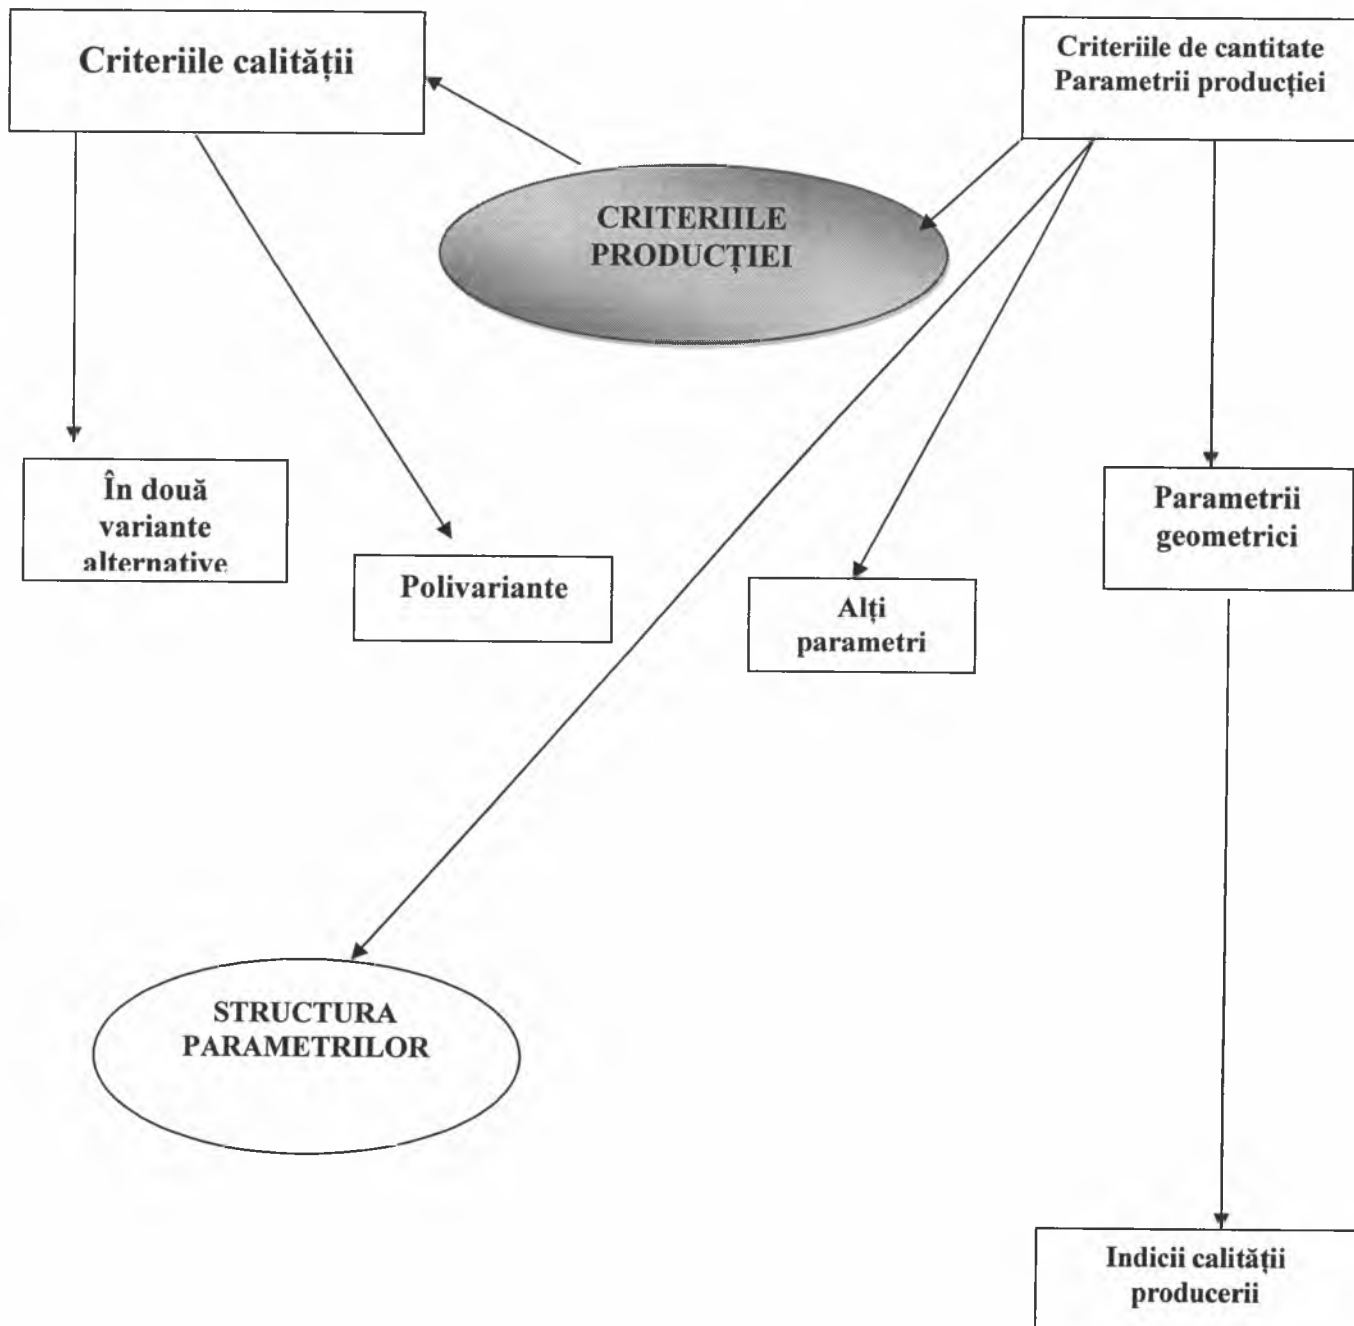 Criteriile calității
Criteriile de cantitate
Parametrii producției
CRITERIILE
PRODUCȚIEI
În două
variante
alternative
Polivariante
Alți
parametri
Parametrii
geometrici
STRUCTURA
PARAMETRILOR
Indicii calității
producerii